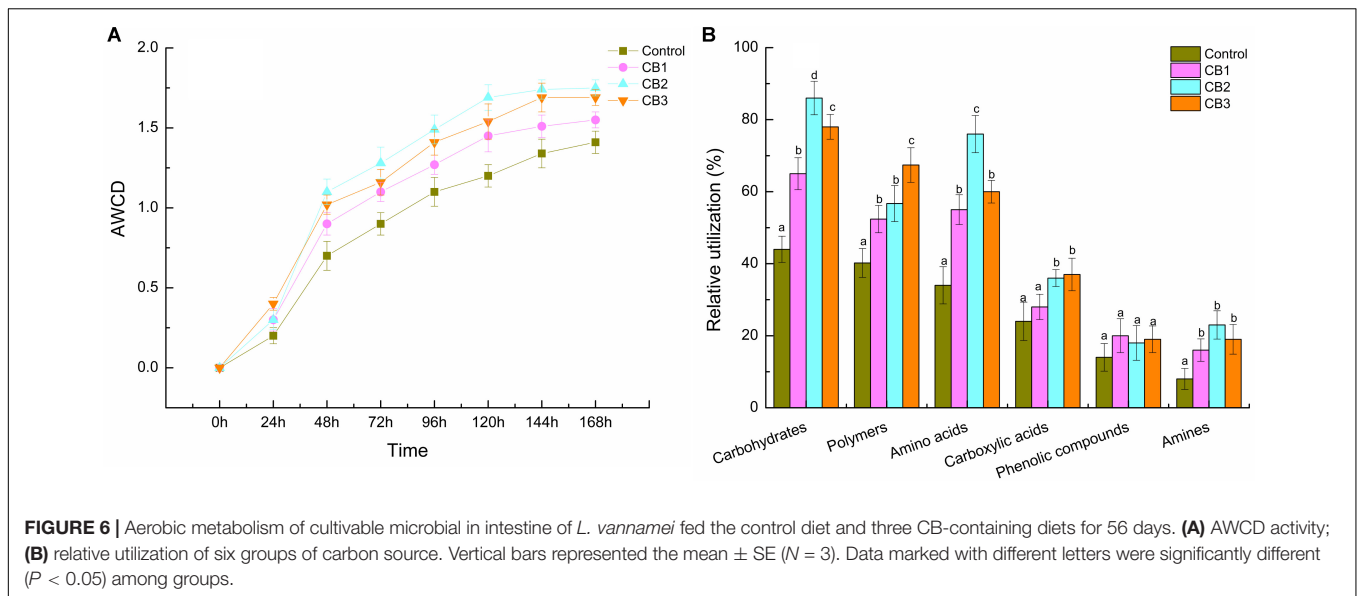 A
2.0
1.5
1.0
0.5
0.0
AWCD
0h 24h 48h 72h 96h 120h 144h 168h
Time
Control
CB1
CB2
CB3
B
100
80
60
40
20
0
Relative utilization (%)
a b d c
a b b c
a b c b
a a b b
a a a a
a b b b
Carbohydrates
Polymers
Amino acids
Carboxylic acids
Phenolic compounds
Amines
Control
CB1
CB2
CB3
FIGURE 6 | Aerobic metabolism of cultivable microbial in intestine of L. vannamei fed the control diet and three CB-containing diets for 56 days. (A) AWCD activity;
(B) relative utilization of six groups of carbon source. Vertical bars represented the mean ± SE (N = 3). Data marked with different letters were significantly different
(P < 0.05) among groups.